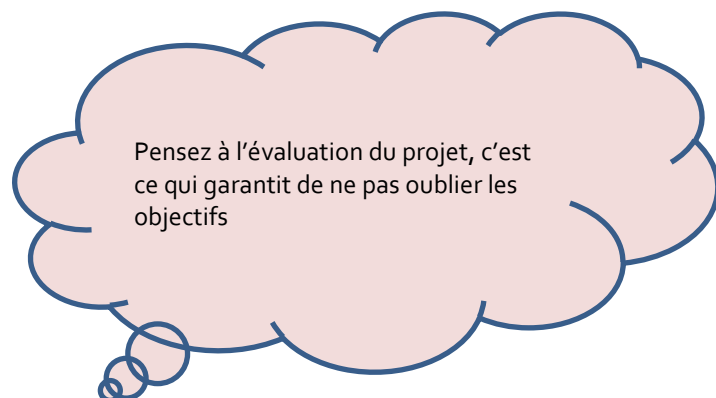 Pensez à l’évaluation du projet, c’est
ce qui garantit de ne pas oublier les
objectifs